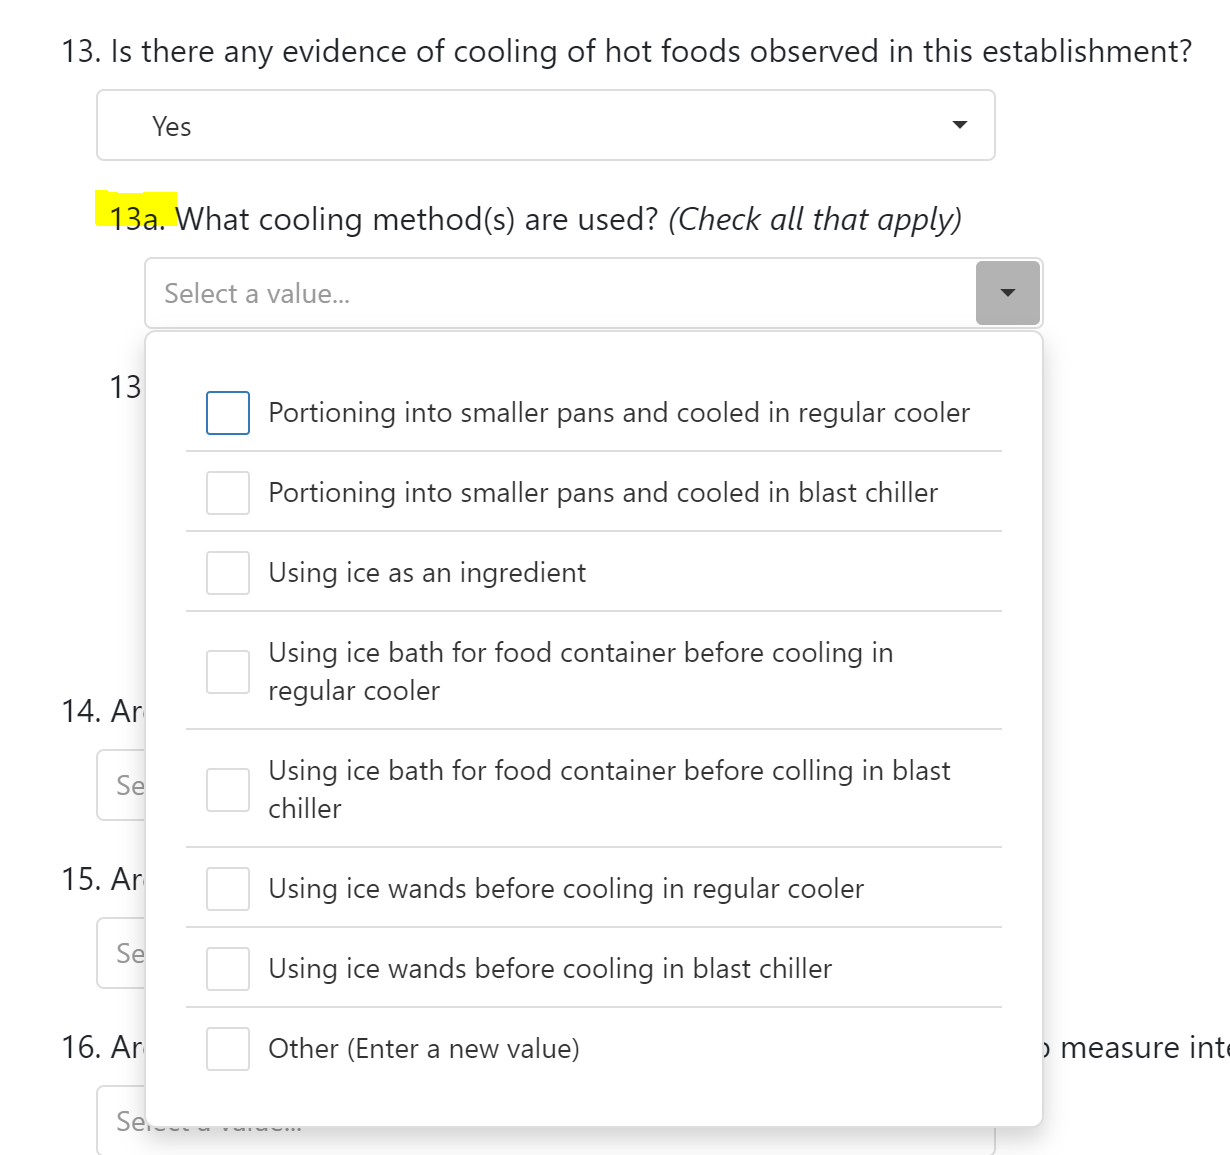 13. Is there any evidence of cooling of hot foods observed in this establishment?
Yes
13a. What cooling method(s) are used? (Check all that apply)
Select a value...
13
Portioning into smaller pans and cooled in regular cooler
Portioning into smaller pans and cooled in blast chiller
Using ice as an ingredient
Using ice bath for food container before cooling in
regular cooler
14. Ar
Using ice bath for food container before colling in blast
Se
chiller
15. Ar
Using ice wands before cooling in regular cooler
Se
Using ice wands before cooling in blast chiller
16. Ar
Other (Enter a new value)
measure inte
Select a value...